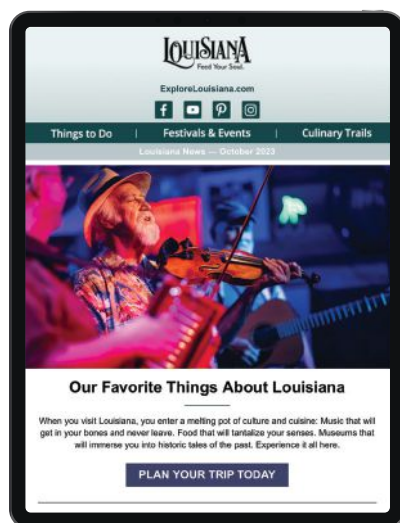 LOUISIANA
Feed Your Soul.
ExploreLouisiana.com
Things to Do | Festivals & Events | Culinary Trails
Louisiana News — October 2023
Our Favorite Things About Louisiana
When you visit Louisiana, you enter a melting pot of culture and cuisine: Music that will
get in your bones and never leave. Food that will tantalize your senses. Museums that
will immerse you into historic tales of the past. Experience it all here.
PLAN YOUR TRIP TODAY